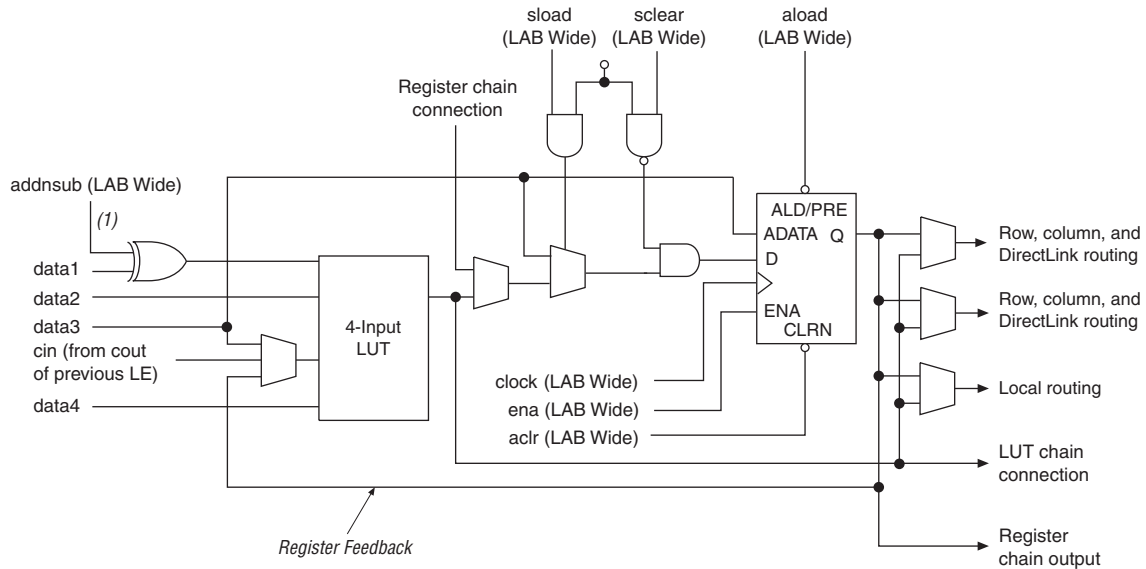 sload
(LAB Wide)
sclear
(LAB Wide)
aload
(LAB Wide)
Register chain
connection
addnsub (LAB Wide)
(1)
data1
data2
data3
cin (from cout
of previous LE)
data4
4-Input
LUT
ALD/PRE
ADATA Q
D
ENA
CLRN
clock (LAB Wide)
ena (LAB Wide)
aclr (LAB Wide)
Row, column, and
DirectLink routing
Row, column, and
DirectLink routing
Local routing
LUT chain
connection
Register
chain output
Register Feedback